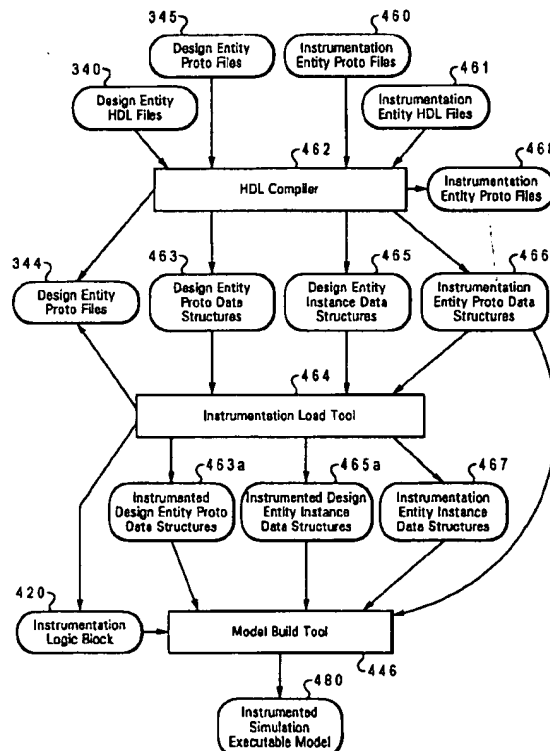 345
Design Entity
Proto Files
460
Instrumentation
Entity Proto Files
340
Design Entity
HDL Files
461
Instrumentation
Entity HDL Files
462
HDL Compiler
468
Instrumentation
Entity Proto Files
344
Design Entity
Proto Files
463
Design Entity
Proto Data
Structures
465
Design Entity
Instance Data
Structures
466
Instrumentation
Entity Proto Data
Structures
464
Instrumentation Load Tool
463a
Instrumented
Design Entity Proto
Data Structures
465a
Instrumented Design
Entity Instance
Data Structures
467
Instrumentation
Entity Instance
Data Structures
420
Instrumentation
Logic Block
Model Build Tool
446
480
Instrumented
Simulation
Executable Model